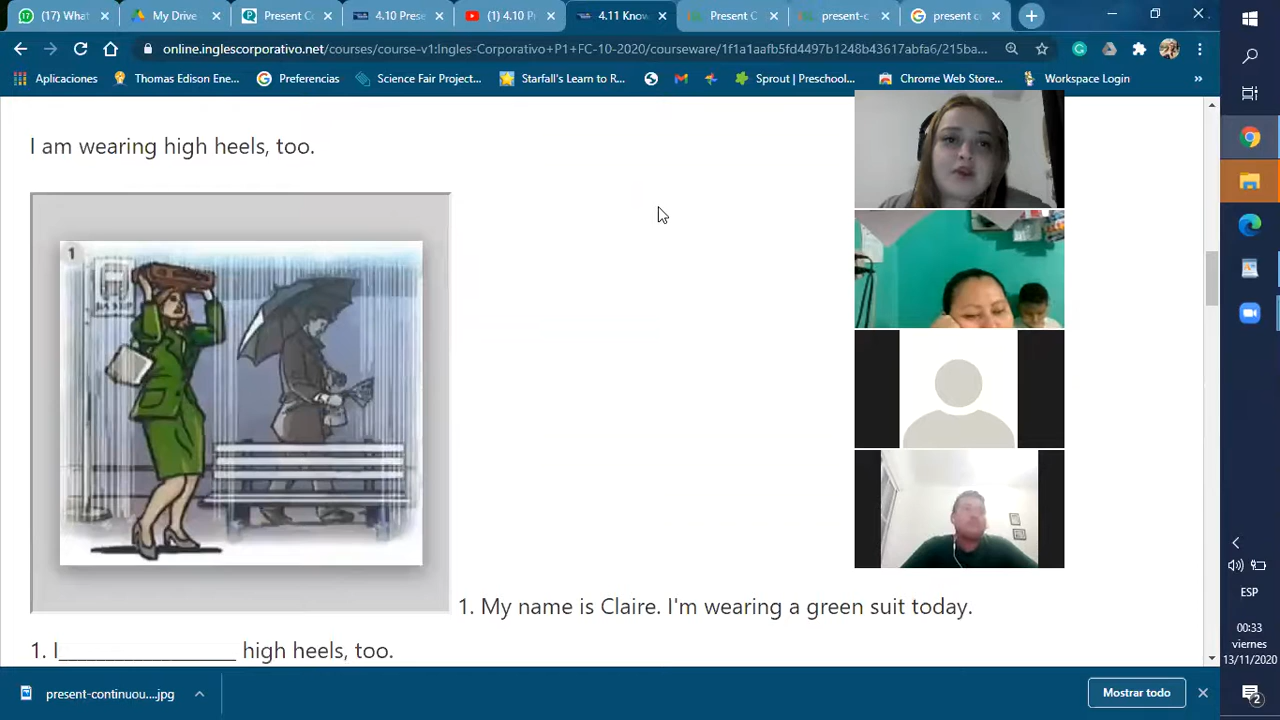 (17) What
My Drive
Present Co
4.10 Prese
(1) 4.10 Pr
4.11 Know
Present C
present-c
present co
online.inglescorporativo.net/courses/course-v1:Ingles-Corporativo+P1+FC-10-2020/courseware/1f1a1aafb5fd4497b1248b43617abfa6/215ba...
Aplicaciones
Thomas Edison Ene...
Preferencias
Science Fair Project...
Starfall's Learn to R...
Sprout | Preschool...
Chrome Web Store...
Workspace Login
»
I am wearing high heels, too.
1
1. My name is Claire. I'm wearing a green suit today.
1. I__________________ high heels, too.
present-continuou....jpg
Mostrar todo
ESP
00:33
viernes
13/11/2020
2